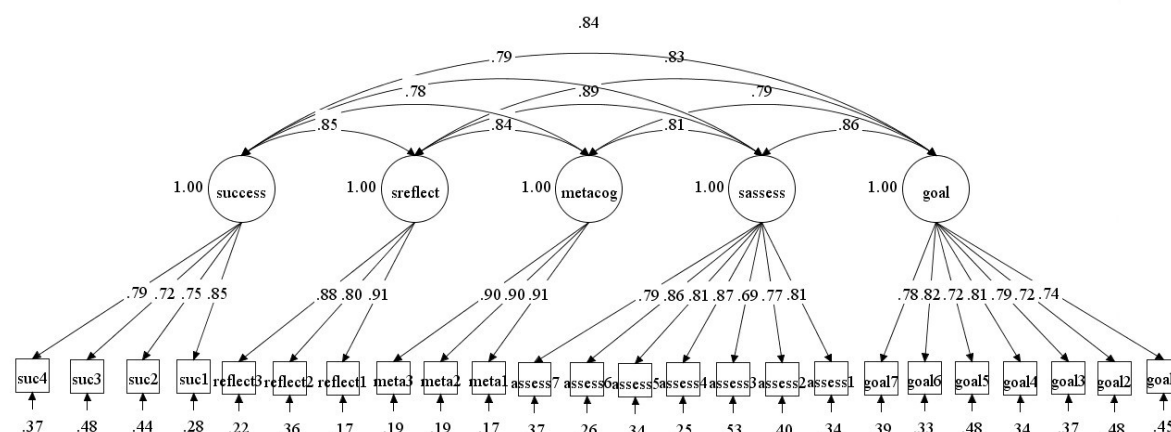 .84
.79 .83
.78 .89 .79
.85 .84 .81 .86
1.00 success 1.00 sreflect 1.00 metacog 1.00 sassess 1.00 goal
.79 .72 .75 .85 .88 .80 .91 .90 .90 .91 .79 .86 .81 .87 .69 .77 .81 .78 .82 .72 .81 .79 .72 .74
suc4 suc3 suc2 suc1 reflect3 reflect2 reflect1 meta3 meta2 meta1 assess7 assess6 assess5 assess4 assess3 assess2 assess1 goal7 goal6 goal5 goal4 goal3 goal2 goal
.37 .48 .44 .28 .22 .36 .17 .19 .19 .17 .37 .26 .34 .25 .53 .40 .34 .39 .33 .48 .34 .37 .48 .45